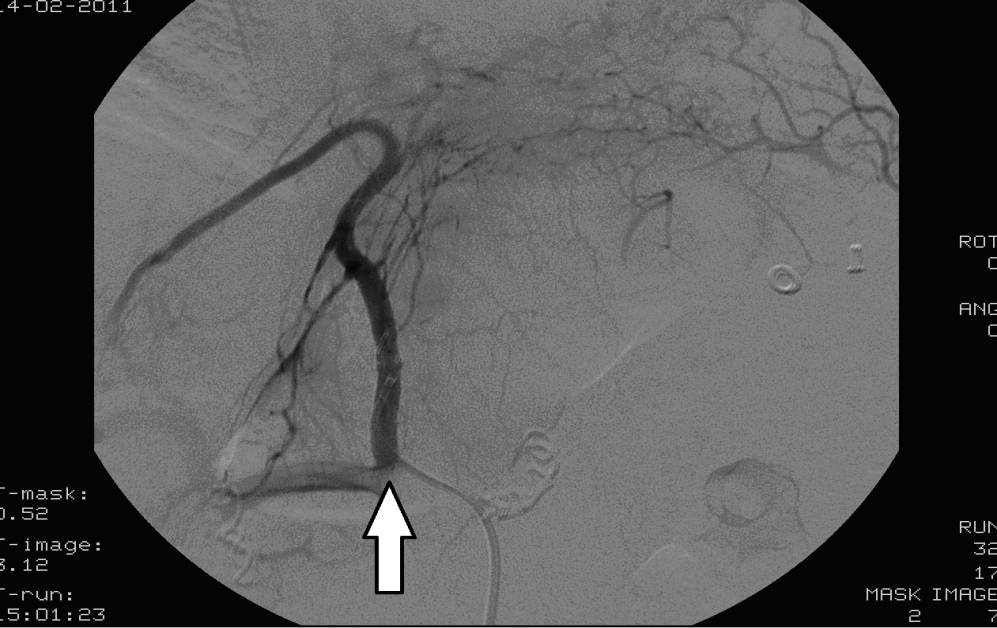 14-02-2011
ROT
ANG
T-mask:
0.52
T-image:
3.12
T-run:
15:01:23
RUN
32
17
MASK IMAGE
2 7